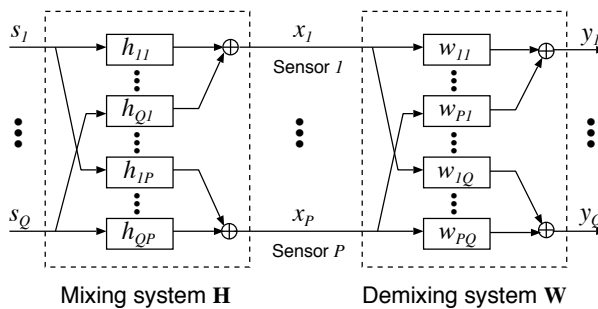 s1 h11 x1 w11 y1
Sensor 1
hQ1 wP1
h1P w1Q
sQ hQP xP wPQ yQ
Sensor P
Mixing system H Demixing system W